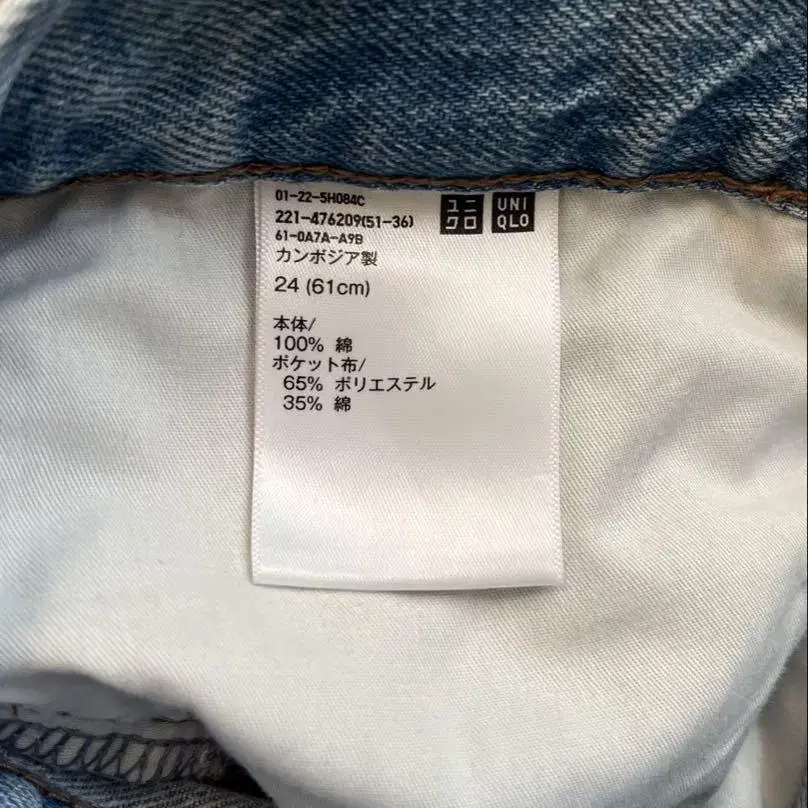 01-22-5H084C
221-476209(51-36)
61-0A7A-A9B
ユニ
クロ
UNI
QLO
カンボジア製
24 (61cm)
本体/
100% 綿
ポケット布/
65% ポリエステル
35% 綿